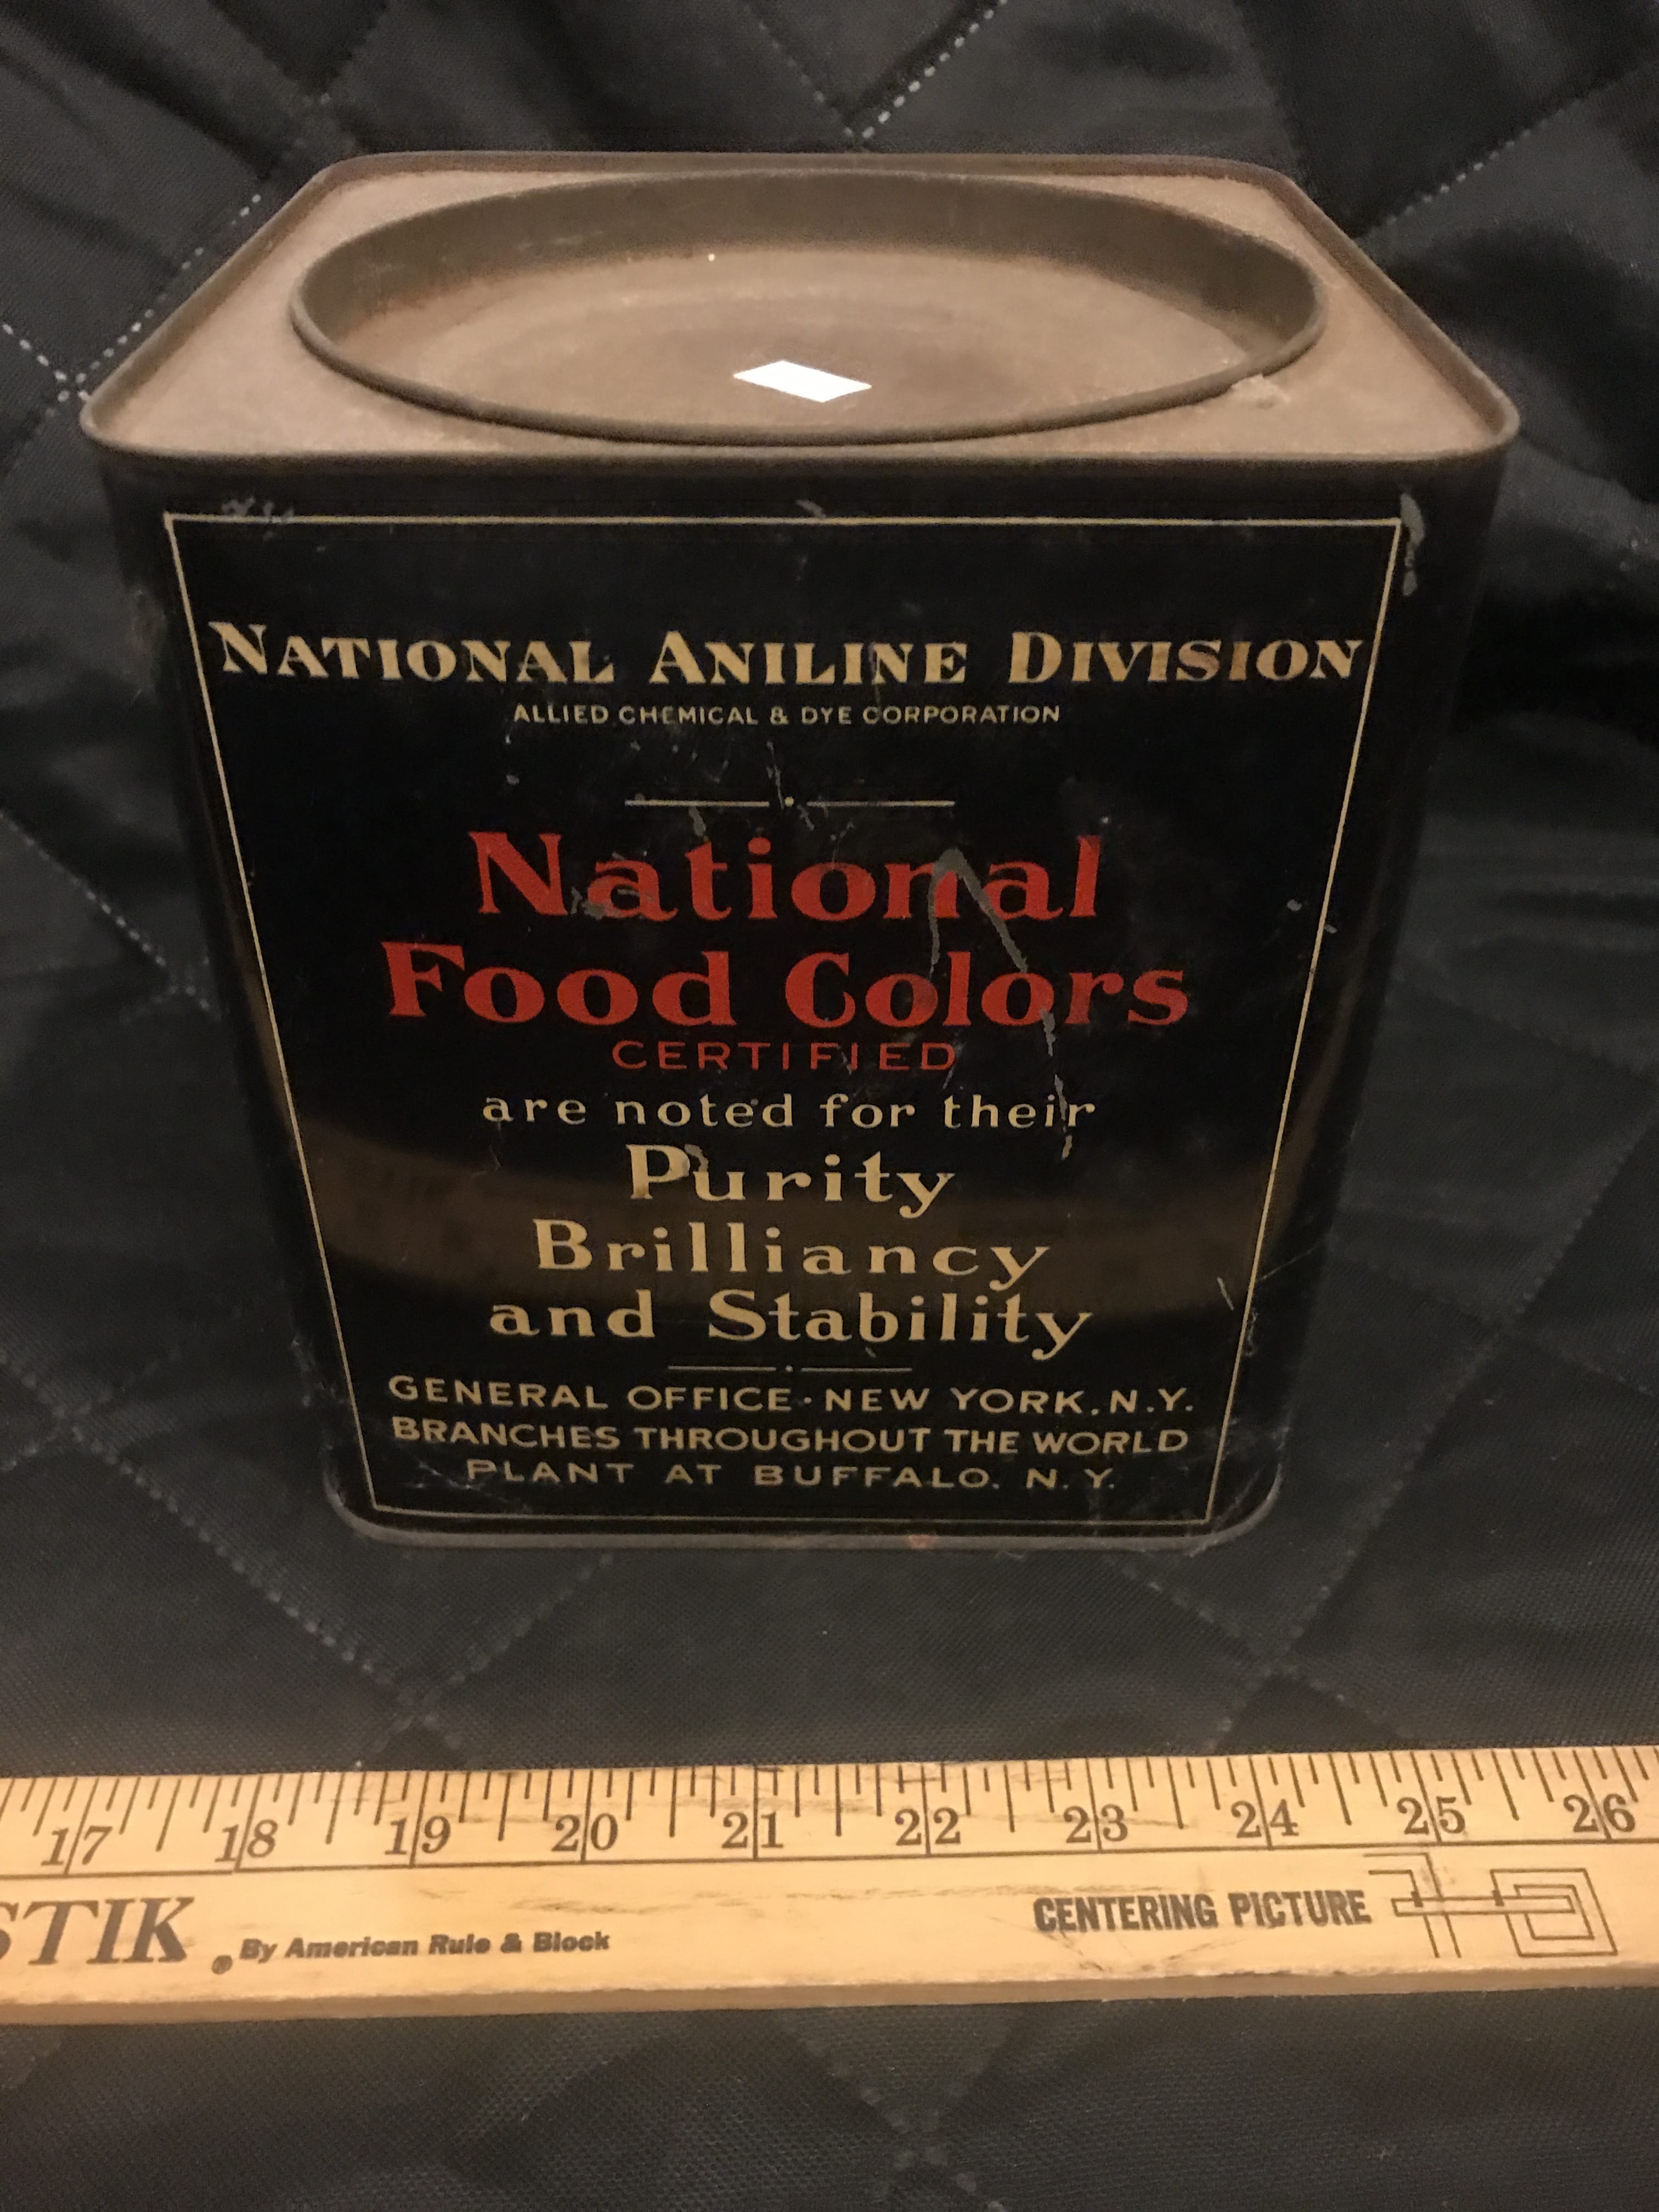 NATIONAL ANILINE DIVISION
ALLIED CHEMICAL & DYE CORPORATION
National
Food Colors
CERTIFIED
are noted for their
Purity
Brilliancy
and Stability
GENERAL OFFICE · NEW YORK, N.Y.
BRANCHES THROUGHOUT THE WORLD
PLANT AT BUFFALO, N.Y.
17 18 19 20 21 22 23 24 25 26
STIK ® By American Rule & Block CENTERING PICTURE